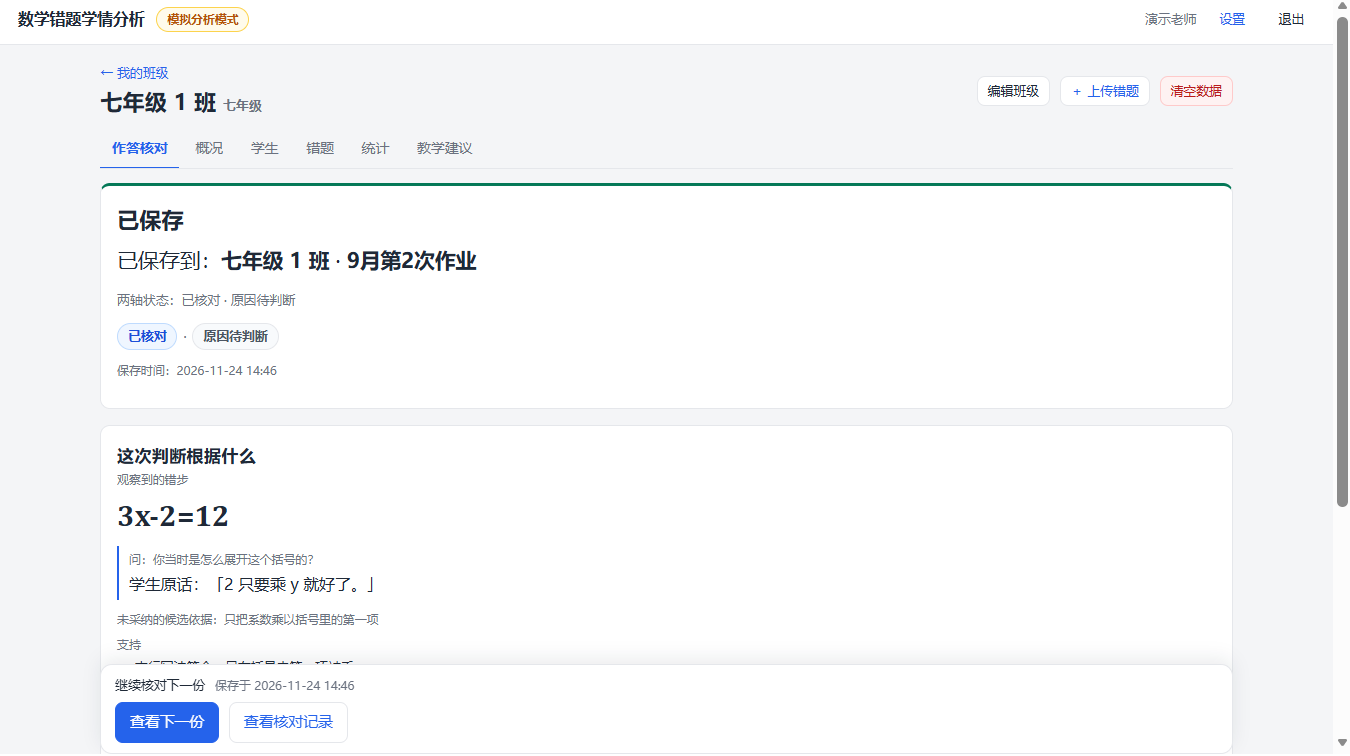 数学错题学情分析 模拟分析模式 演示老师 设置 退出
← 我的班级
七年级 1 班 七年级
编辑班级 + 上传错题 清空数据
作答核对 概况 学生 错题 统计 教学建议
已保存
已保存到：七年级 1 班 · 9月第2次作业
两轴状态：已核对 · 原因待判断
已核对 · 原因待判断
保存时间：2026-11-24 14:46
这次判断根据什么
观察到的错步
3x-2=12
问：你当时是怎么展开这个括号的？
学生原话：「2 只要乘 y 就好了。」
未采纳的候选依据：只把系数乘以括号里的第一项
支持
继续核对下一份 保存于 2026-11-24 14:46
查看下一份 查看核对记录